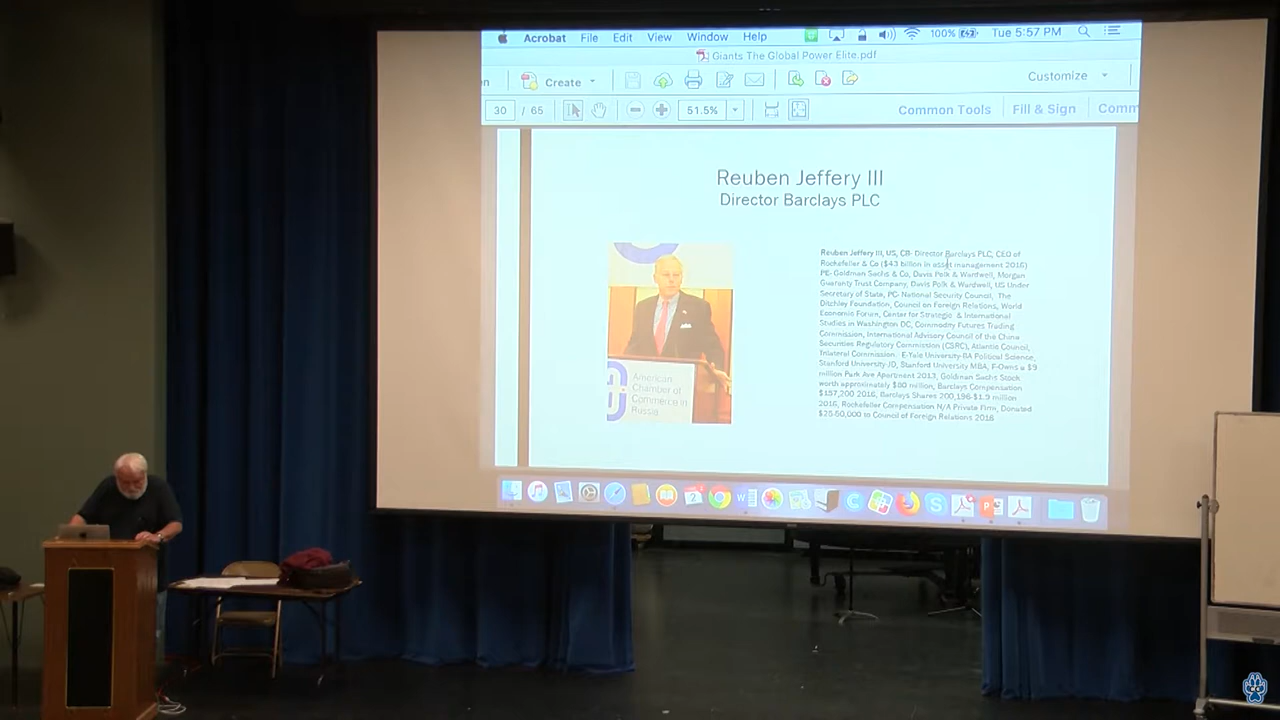 Acrobat File Edit View Window Help 100% Tue 5:57 PM
Giants The Global Power Elite.pdf
en Create Customize
30 / 65 51.5% Common Tools Fill & Sign Comm
Reuben Jeffery III
Director Barclays PLC
Reuben Jeffery III, US, CB- Director Barclays PLC, CEO of
Rockefeller & Co ($43 billion in asset management 2016)
PE- Goldman Sachs & Co, Davis Polk & Wardwell, Morgan
Guaranty Trust Company, Davis Polk & Wardwell, US Under
Secretary of State, PC- National Security Council, The
Ditchley Foundation, Council on Foreign Relations, World
Economic Forum, Center for Strategic & International
Studies in Washington DC, Commodity Futures Trading
Commission, International Advisory Council of the China
Securities Regulatory Commission (CSRC), Atlantic Council,
Trilateral Commission. E-Yale University-BA Political Science,
Stanford University-JD, Stanford University MBA, F-Owns a $9
million Park Ave Apartment 2013, Goldman Sachs Stock
worth approximately $80 million, Barclays Compensation
$157,200 2016, Barclays Shares 200,196-$1.9 million
2016, Rockefeller Compensation N/A Private Firm, Donated
$25-50,000 to Council of Foreign Relations 2016
American
Chamber of
Commerce in
Russia